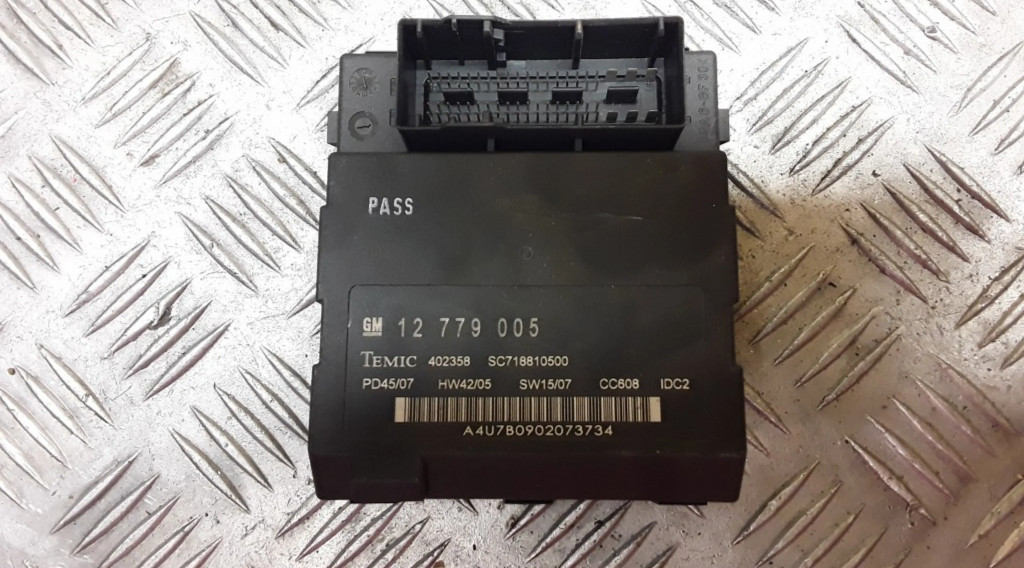 PASS
GM 12 779 005
TEMIC 402358 SC718810500
PD45/07 HW42/05 SW15/07 CC608 IDC2
A4U7B0902073734